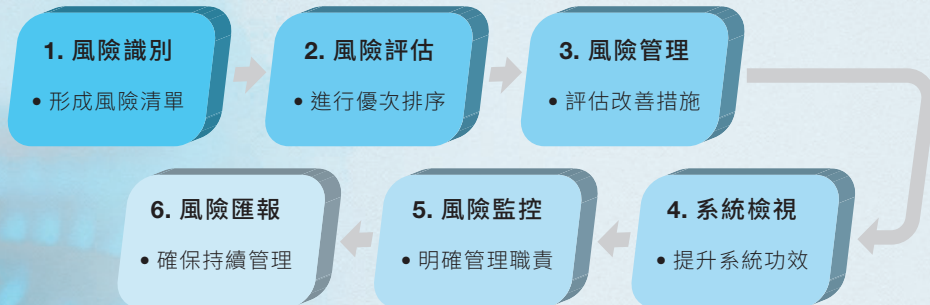 1. 風險識別
• 形成風險清單
2. 風險評估
• 進行優次排序
3. 風險管理
• 評估改善措施
4. 系統檢視
• 提升系統功效
5. 風險監控
• 明確管理職責
6. 風險匯報
• 確保持續管理